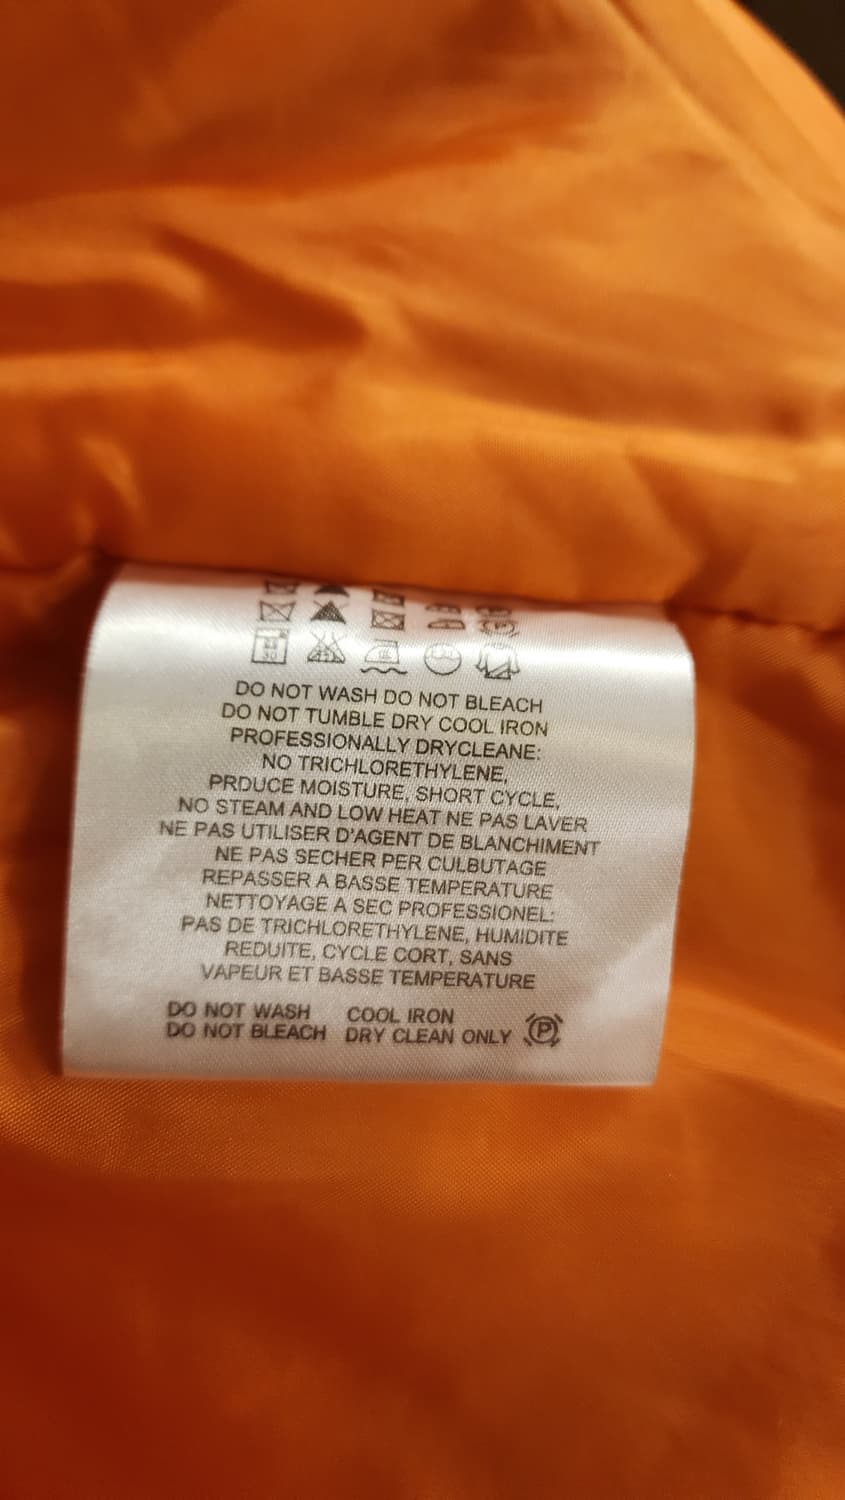 DO NOT WASH DO NOT BLEACH
DO NOT TUMBLE DRY COOL IRON
PROFESSIONALLY DRYCLEANE:
NO TRICHLORETHYLENE,
PRDUCE MOISTURE, SHORT CYCLE,
NO STEAM AND LOW HEAT NE PAS LAVER
NE PAS UTILISER D'AGENT DE BLANCHIMENT
NE PAS SECHER PER CULBUTAGE
REPASSER A BASSE TEMPERATURE
NETTOYAGE A SEC PROFESSIONEL:
PAS DE TRICHLORETHYLENE, HUMIDITE
REDUITE, CYCLE CORT, SANS
VAPEUR ET BASSE TEMPERATURE
DO NOT WASH COOL IRON
DO NOT BLEACH DRY CLEAN ONLY P